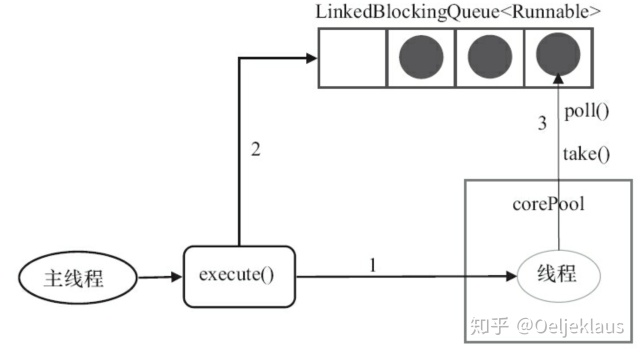 LinkedBlockingQueue<Runnable>
poll()
3
take()
2
corePool
主线程
execute()
1
线程
知乎 @Oeljeklaus